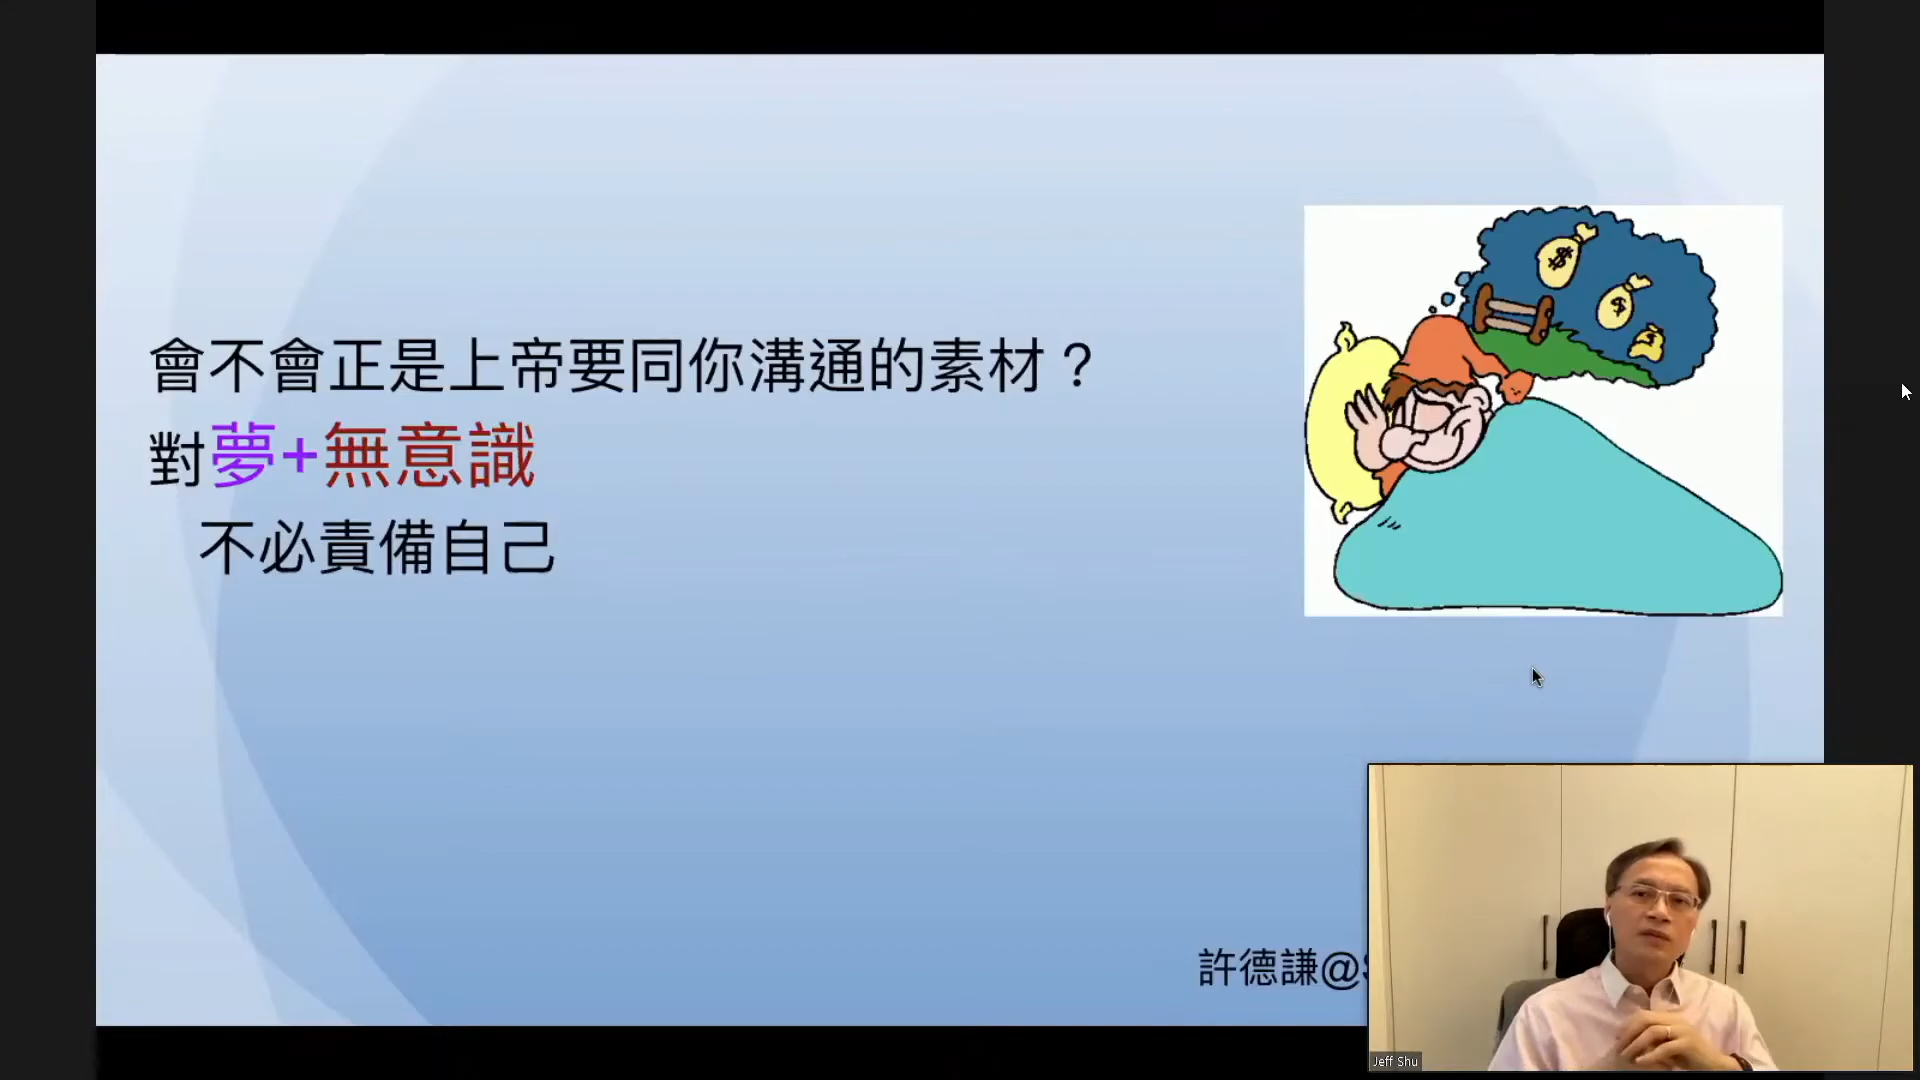 會不會正是上帝要同你溝通的素材？
對夢+無意識
不必責備自己
$
$
$
許德謙@
Jeff Shu